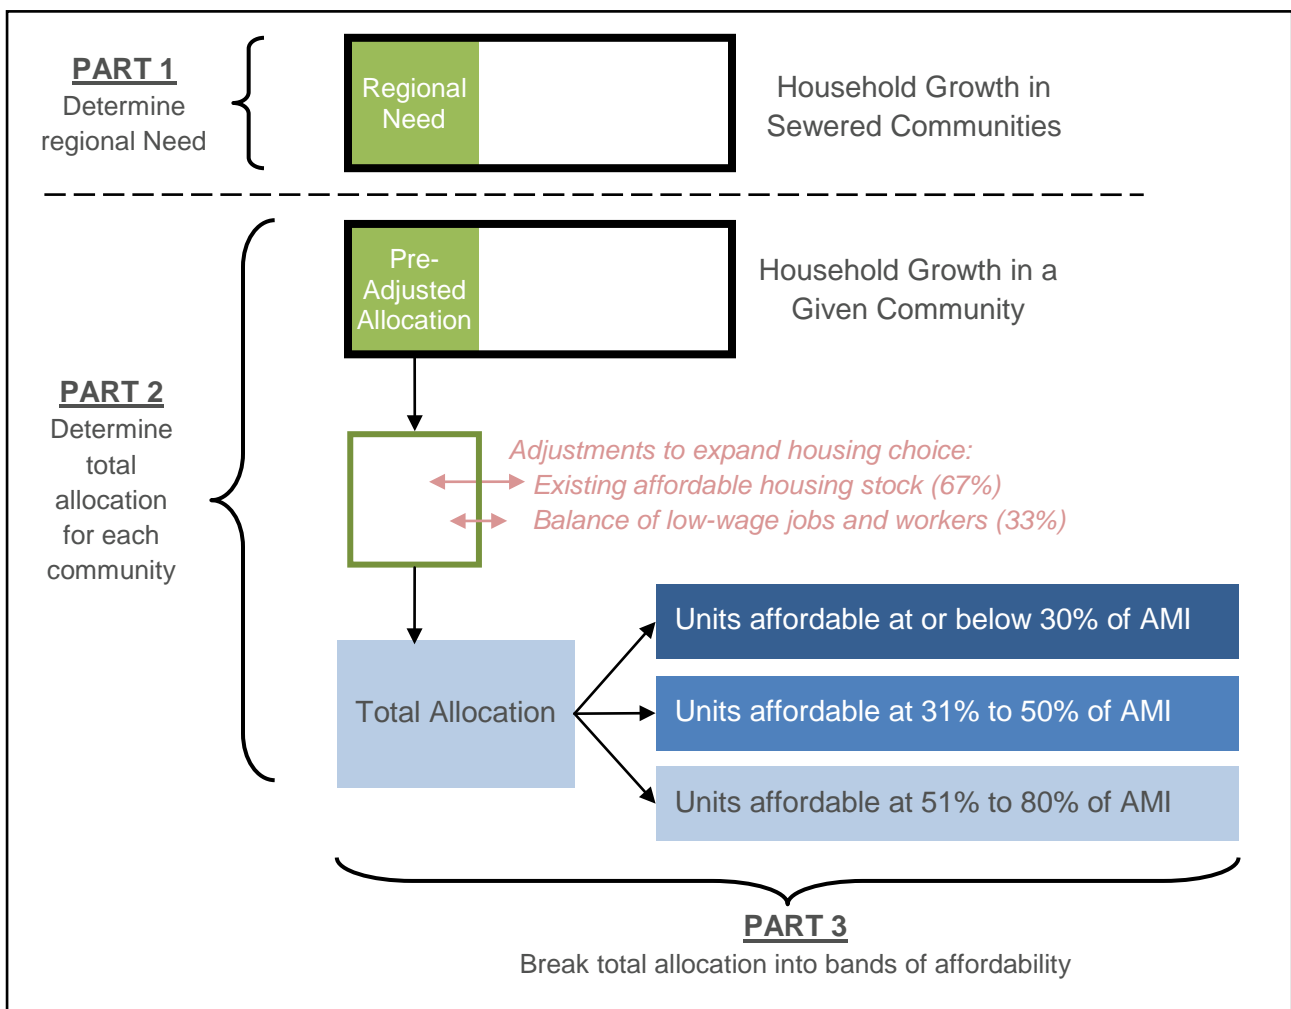 PART 1
Determine
regional Need
Regional
Need
Household Growth in
Sewered Communities
Pre-
Adjusted
Allocation
Household Growth in a
Given Community
PART 2
Determine
total
allocation
for each
community
Adjustments to expand housing choice:
Existing affordable housing stock (67%)
Balance of low-wage jobs and workers (33%)
Total Allocation
Units affordable at or below 30% of AMI
Units affordable at 31% to 50% of AMI
Units affordable at 51% to 80% of AMI
PART 3
Break total allocation into bands of affordability